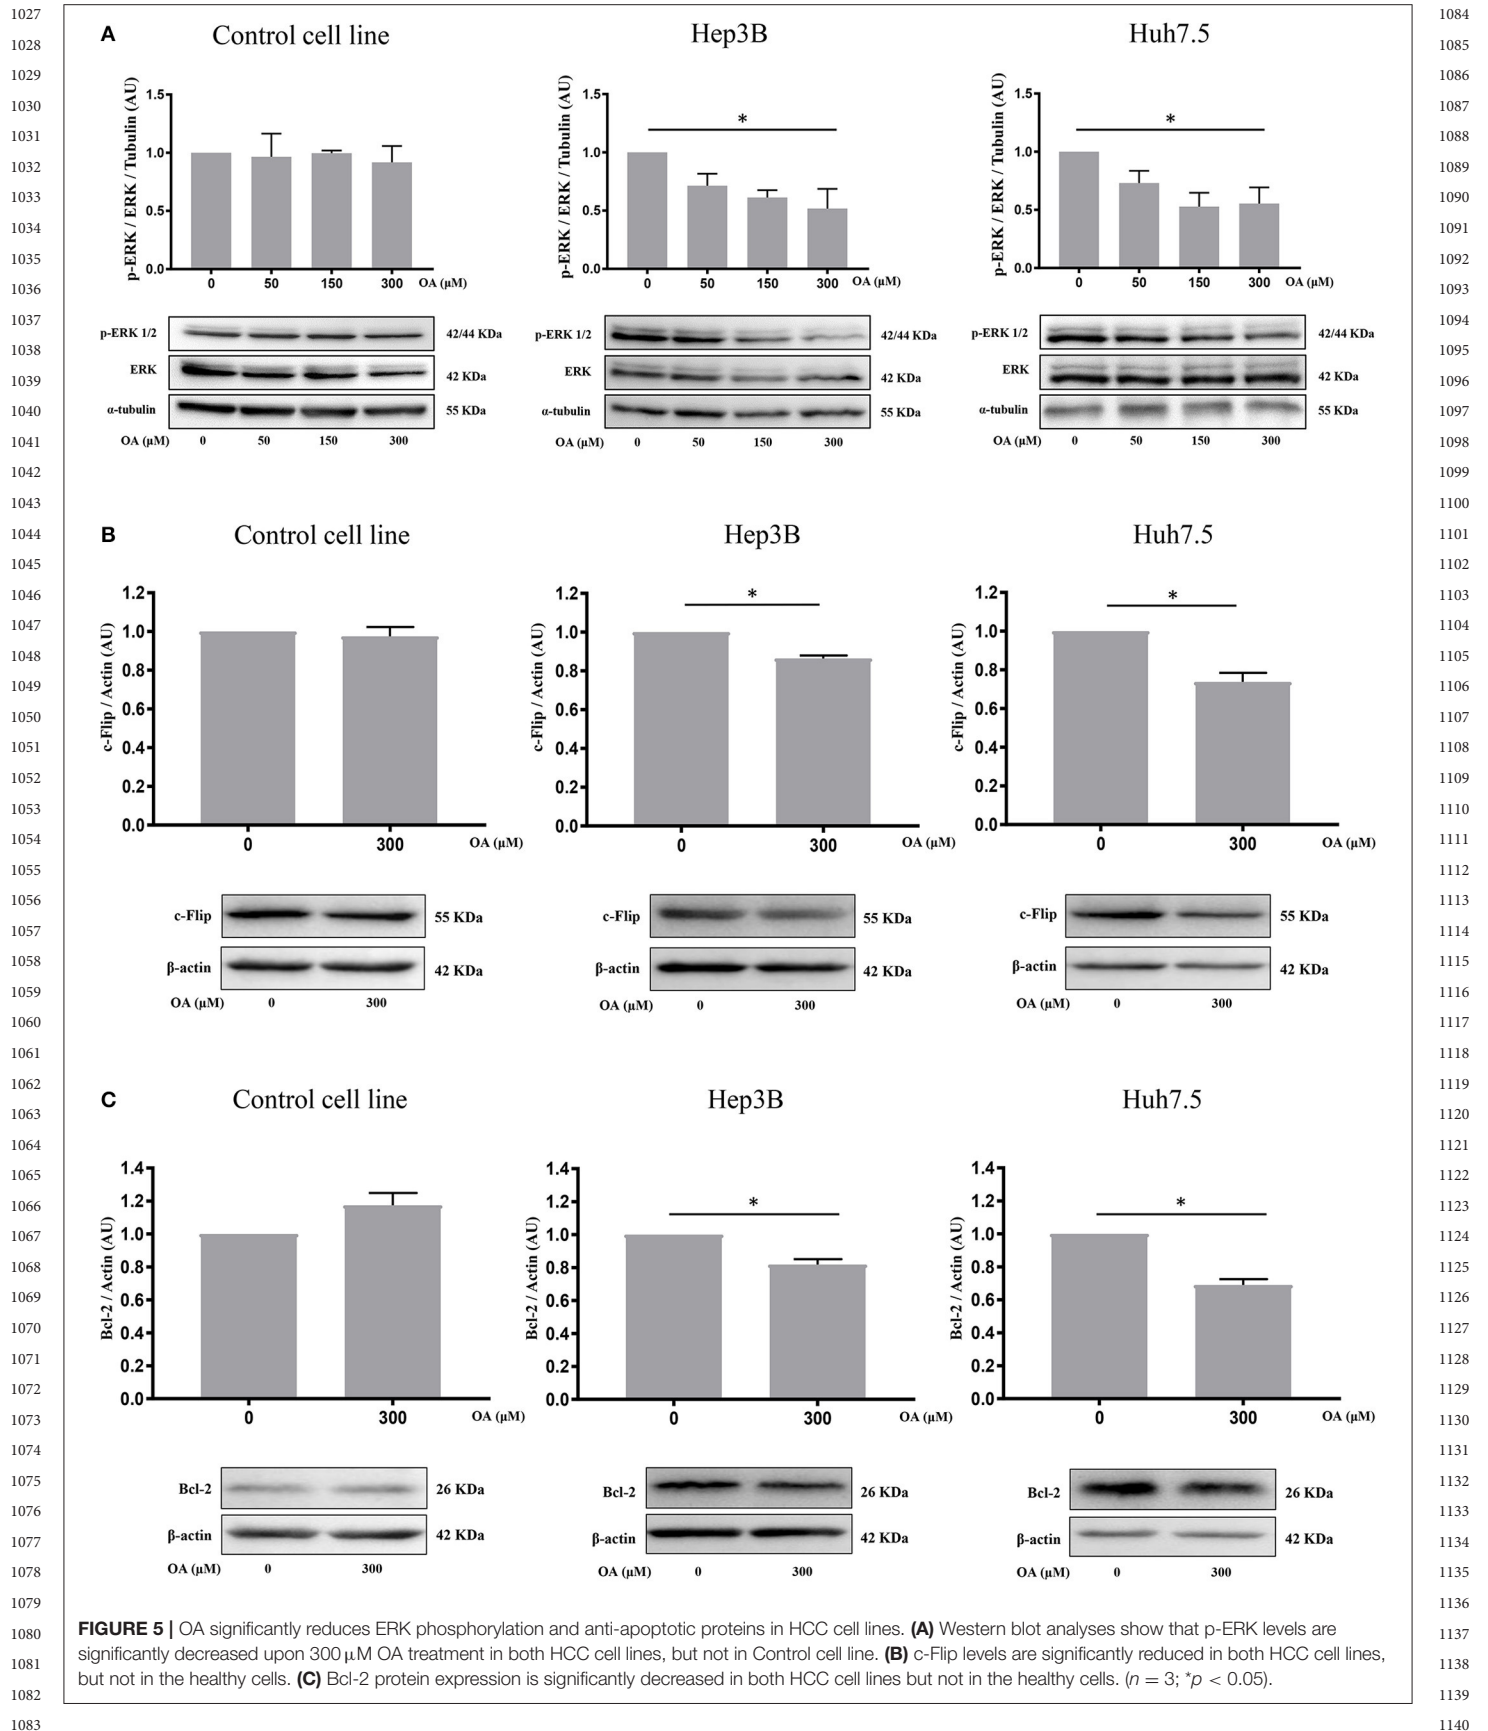 A
Control cell line
Hep3B
Huh7.5
p-ERK / ERK / Tubulin (AU)
1.5
1.0
0.5
0.0
0 50 150 300 OA (µM)
p-ERK / ERK / Tubulin (AU)
1.5
1.0
0.5
0.0
*
0 50 150 300 OA (µM)
p-ERK / ERK / Tubulin (AU)
1.5
1.0
0.5
0.0
*
0 50 150 300 OA (µM)
p-ERK 1/2 42/44 KDa
ERK 42 KDa
α-tubulin 55 KDa
OA (µM) 0 50 150 300
p-ERK 1/2 42/44 KDa
ERK 42 KDa
α-tubulin 55 KDa
OA (µM) 0 50 150 300
p-ERK 1/2 42/44 KDa
ERK 42 KDa
α-tubulin 55 KDa
OA (µM) 0 50 150 300
B
Control cell line
Hep3B
Huh7.5
c-Flip / Actin (AU)
1.2
1.0
0.8
0.6
0.4
0.2
0.0
0 300 OA (µM)
c-Flip / Actin (AU)
1.2
1.0
0.8
0.6
0.4
0.2
0.0
*
0 300 OA (µM)
c-Flip / Actin (AU)
1.2
1.0
0.8
0.6
0.4
0.2
0.0
*
0 300 OA (µM)
c-Flip 55 KDa
β-actin 42 KDa
OA (µM) 0 300
c-Flip 55 KDa
β-actin 42 KDa
OA (µM) 0 300
c-Flip 55 KDa
β-actin 42 KDa
OA (µM) 0 300
C
Control cell line
Hep3B
Huh7.5
Bcl-2 / Actin (AU)
1.4
1.2
1.0
0.8
0.6
0.4
0.2
0.0
0 300 OA (µM)
Bcl-2 / Actin (AU)
1.4
1.2
1.0
0.8
0.6
0.4
0.2
0.0
*
0 300 OA (µM)
Bcl-2 / Actin (AU)
1.4
1.2
1.0
0.8
0.6
0.4
0.2
0.0
*
0 300 OA (µM)
Bcl-2 26 KDa
β-actin 42 KDa
OA (µM) 0 300
Bcl-2 26 KDa
β-actin 42 KDa
OA (µM) 0 300
Bcl-2 26 KDa
β-actin 42 KDa
OA (µM) 0 300
FIGURE 5 | OA significantly reduces ERK phosphorylation and anti-apoptotic proteins in HCC cell lines. (A) Western blot analyses show that p-ERK levels are
significantly decreased upon 300 µM OA treatment in both HCC cell lines, but not in Control cell line. (B) c-Flip levels are significantly reduced in both HCC cell lines,
but not in the healthy cells. (C) Bcl-2 protein expression is significantly decreased in both HCC cell lines but not in the healthy cells. (n = 3; *p < 0.05).
1027
1028
1029
1030
1031
1032
1033
1034
1035
1036
1037
1038
1039
1040
1041
1042
1043
1044
1045
1046
1047
1048
1049
1050
1051
1052
1053
1054
1055
1056
1057
1058
1059
1060
1061
1062
1063
1064
1065
1066
1067
1068
1069
1070
1071
1072
1073
1074
1075
1076
1077
1078
1079
1080
1081
1082
1083
1084
1085
1086
1087
1088
1089
1090
1091
1092
1093
1094
1095
1096
1097
1098
1099
1100
1101
1102
1103
1104
1105
1106
1107
1108
1109
1110
1111
1112
1113
1114
1115
1116
1117
1118
1119
1120
1121
1122
1123
1124
1125
1126
1127
1128
1129
1130
1131
1132
1133
1134
1135
1136
1137
1138
1139
1140